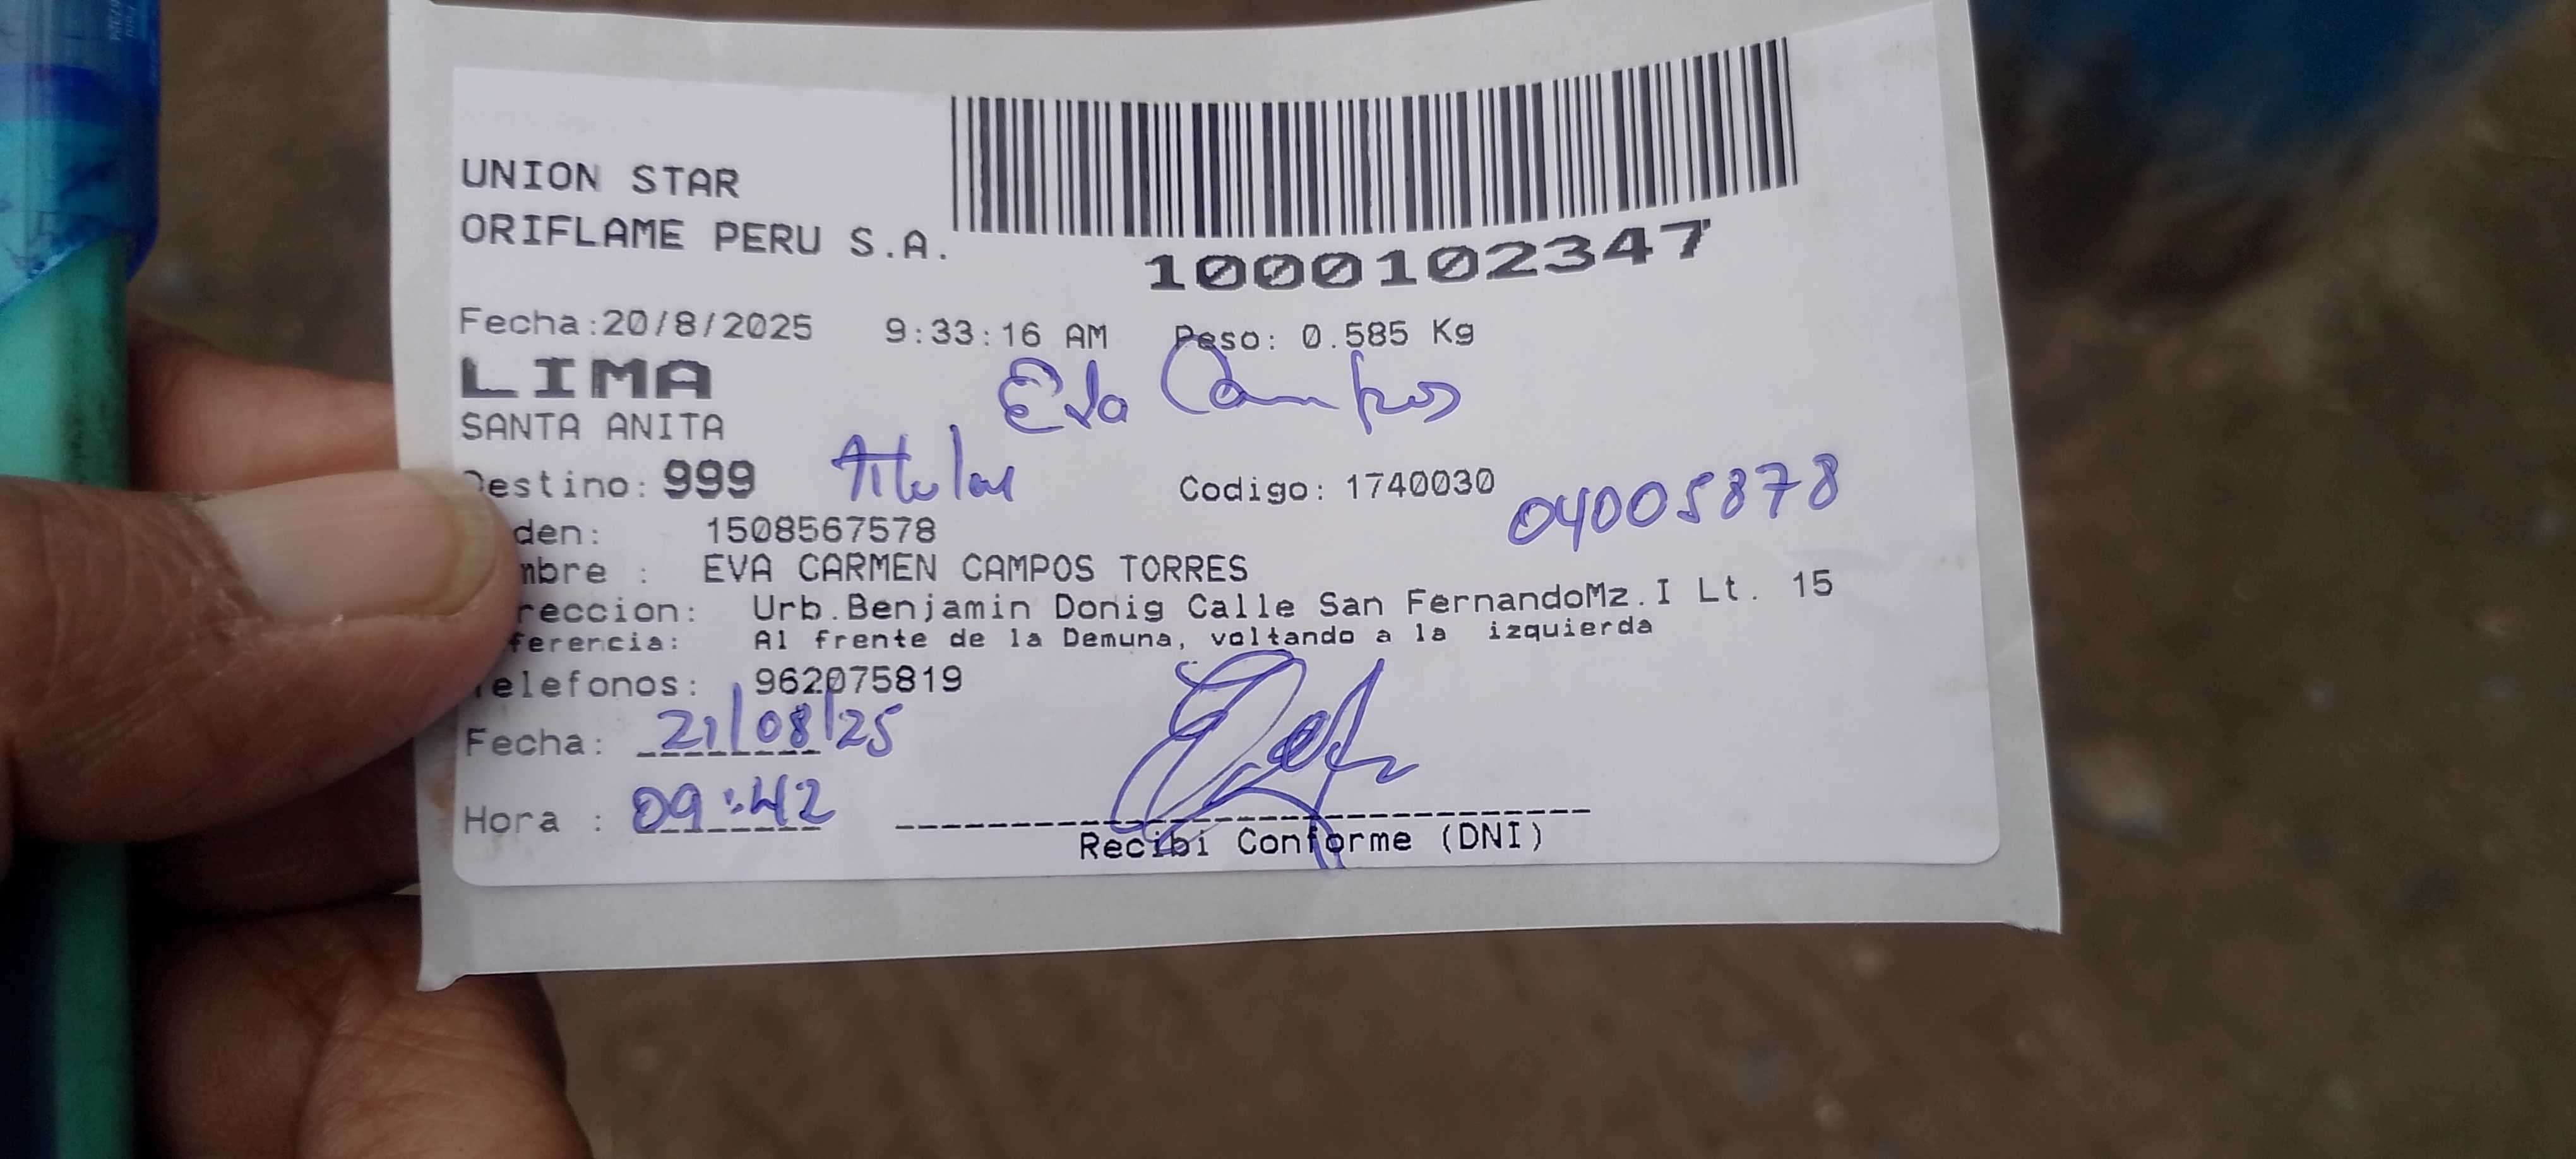 UNION STAR
ORIFLAME PERU S.A.
1000102347
Fecha:20/8/2025 9:33:16 AM Peso: 0.585 Kg
LIMA
Eva Campos
SANTA ANITA
estino: 999 Titular Codigo: 1740030 04005878
den: 1508567578
mbre : EVA CARMEN CAMPOS TORRES
reccion: Urb.Benjamin Donig Calle San FernandoMz.I Lt. 15
ferencia: Al frente de la Demuna, voltando a la izquierda
elefonos: 962075819
Fecha: 21/08/25
Hora : 09:42
Recibi Conforme (DNI)